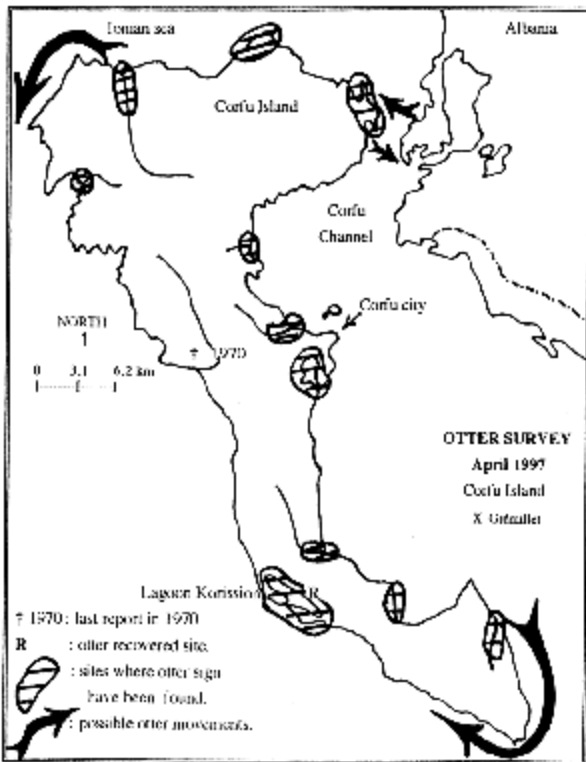 Ionian sea
Albania
Corfu Island
Corfu
Channel
Corfu city
NORTH
† 1970
0 3.1 6.2 km
OTTER SURVEY
April 1997
Corfu Island
X Grémillet
Lagoon Korission R
† 1970 : last report in 1970
R : otter recovered site.
: sites where otter sign
have been found.
: possible otter movements.